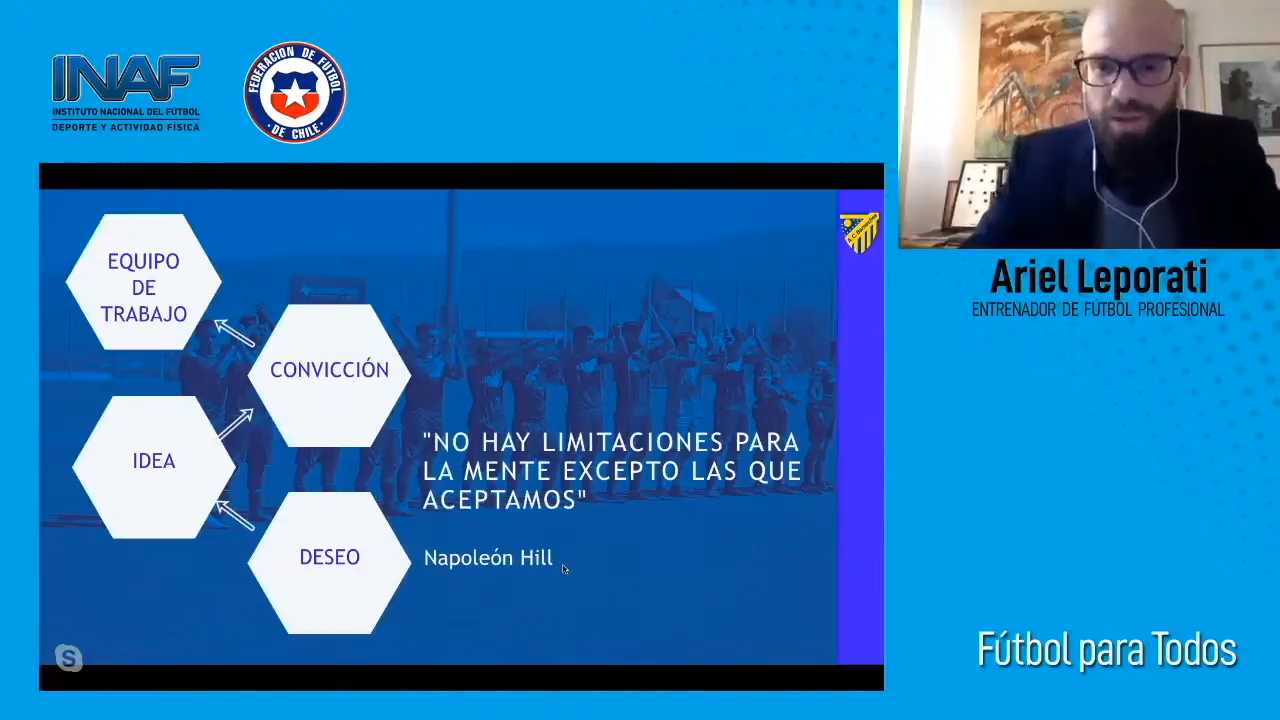 INAF
INSTITUTO NACIONAL DEL FÚTBOL
DEPORTE Y ACTIVIDAD FÍSICA
FEDERACION DE FUTBOL
· DE CHILE ·
EQUIPO
DE
TRABAJO
CONVICCIÓN
IDEA
DESEO
"NO HAY LIMITACIONES PARA
LA MENTE EXCEPTO LAS QUE
ACEPTAMOS"
Napoleón Hill
S
Ariel Leporati
ENTRENADOR DE FÚTBOL PROFESIONAL
Fútbol para Todos